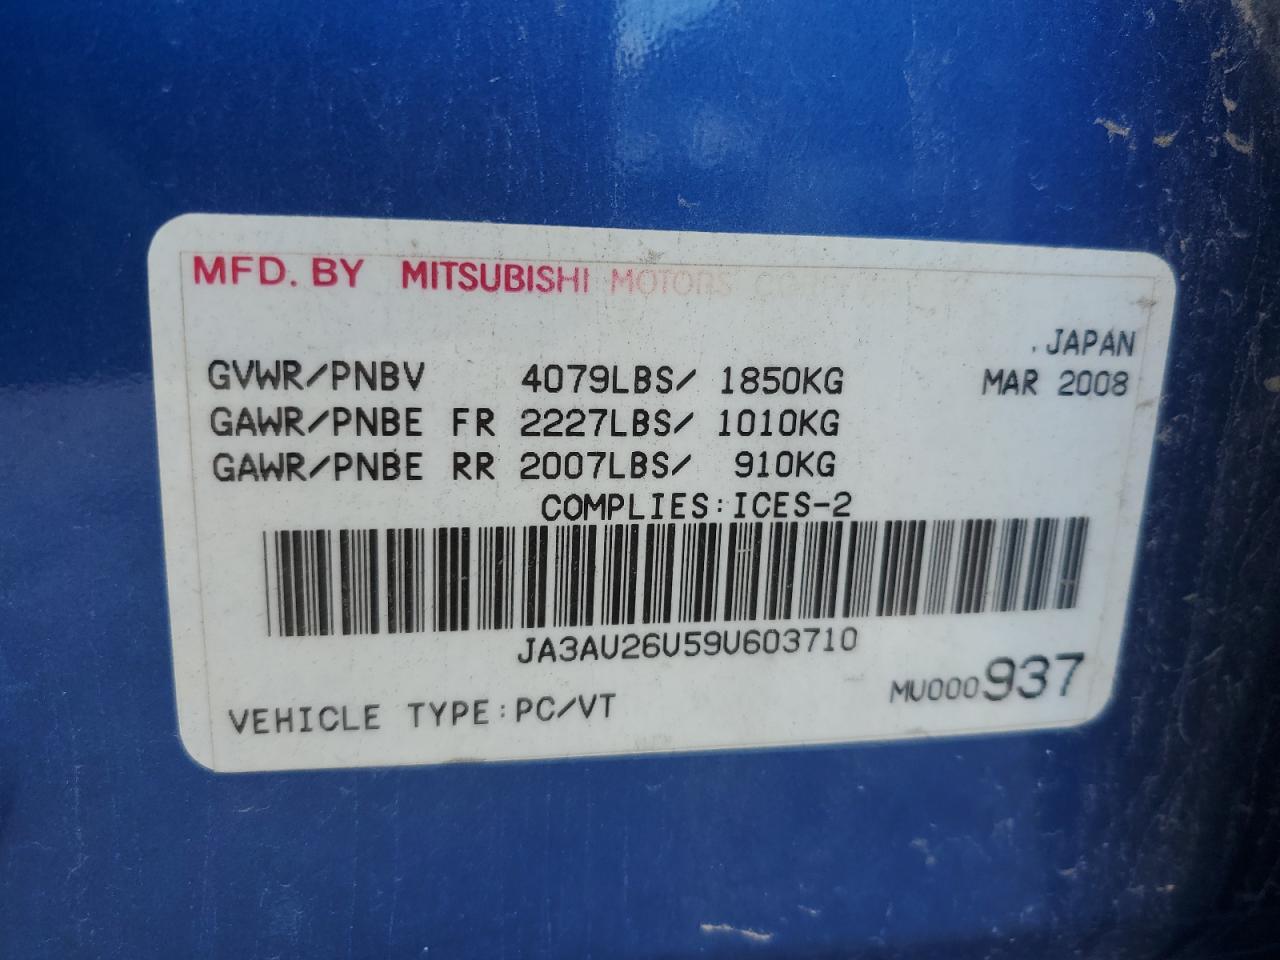 MFD. BY MITSUBISHI MOTORS CORPORATION
.JAPAN
GVWR/PNBV 4079LBS/ 1850KG MAR 2008
GAWR/PNBE FR 2227LBS/ 1010KG
GAWR/PNBE RR 2007LBS/ 910KG
COMPLIES:ICES-2
JA3AU26U59U603710
MU000937
VEHICLE TYPE:PC/VT